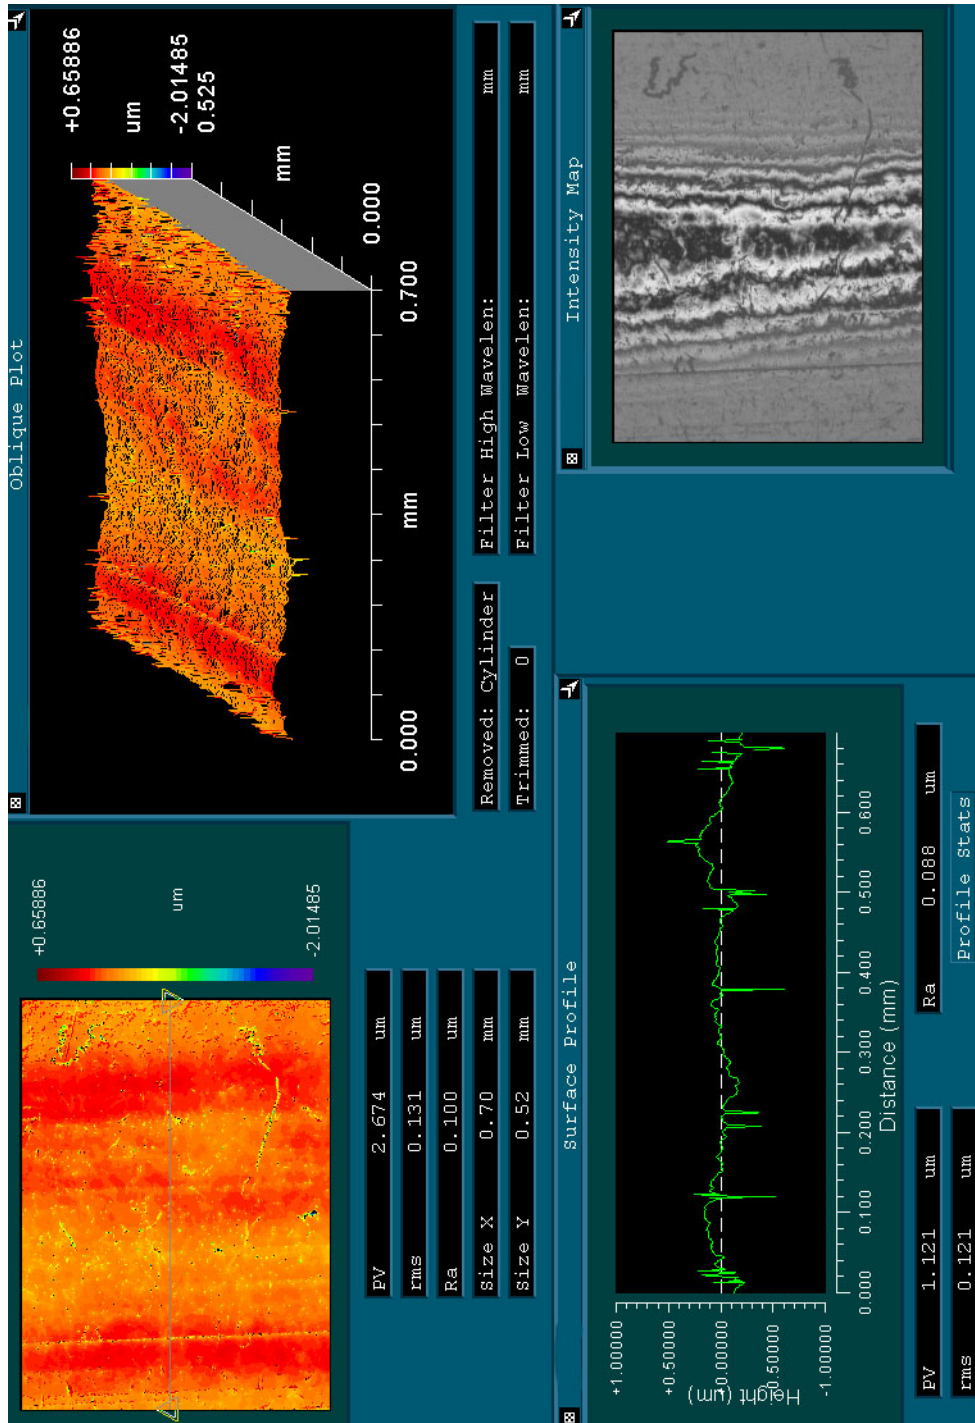 +0.65886
um
-2.01485
PV 2.674 um
rms 0.131 um
Ra 0.100 um
Size X 0.70 mm
Size Y 0.52 mm
Oblique Plot
+0.65886
um
-2.01485
0.525
mm
0.000
0.000
mm
0.700
Removed: Cylinder
Trimmed: 0
Filter High Wavelen: mm
Filter Low Wavelen: mm
Surface Profile
+1.00000
+0.50000
+0.00000
-0.50000
-1.00000
Height (um)
0.000 0.100 0.200 0.300 0.400 0.500 0.600
Distance (mm)
PV 1.121 um
rms 0.121 um
Ra 0.088 um
Profile Stats
Intensity Map